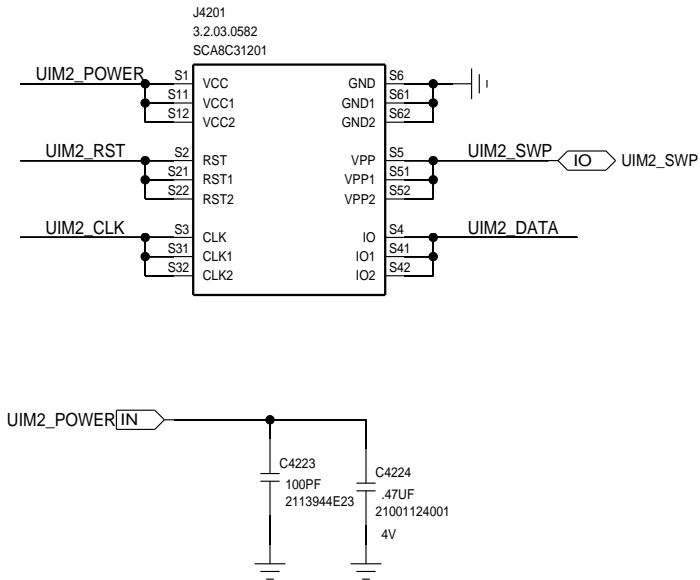 J4201
3.2.03.0582
SCA8C31201
UIM2_POWER S1 VCC GND S6
S11 VCC1 GND1 S61
S12 VCC2 GND2 S62
UIM2_RST S2 RST VPP S5 UIM2_SWP IO UIM2_SWP
S21 RST1 VPP1 S51
S22 RST2 VPP2 S52
UIM2_CLK S3 CLK IO S4 UIM2_DATA
S31 CLK1 IO1 S41
S32 CLK2 IO2 S42
UIM2_POWER IN
C4223
100PF
2113944E23
C4224
.47UF
21001124001
4V